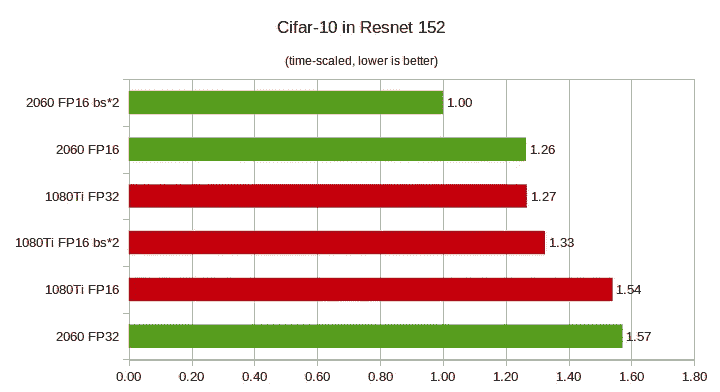 Cifar-10 in Resnet 152
(time-scaled, lower is better)
2060 FP16 bs*2 1.00
2060 FP16 1.26
1080Ti FP32 1.27
1080Ti FP16 bs*2 1.33
1080Ti FP16 1.54
2060 FP32 1.57
0.00 0.20 0.40 0.60 0.80 1.00 1.20 1.40 1.60 1.80